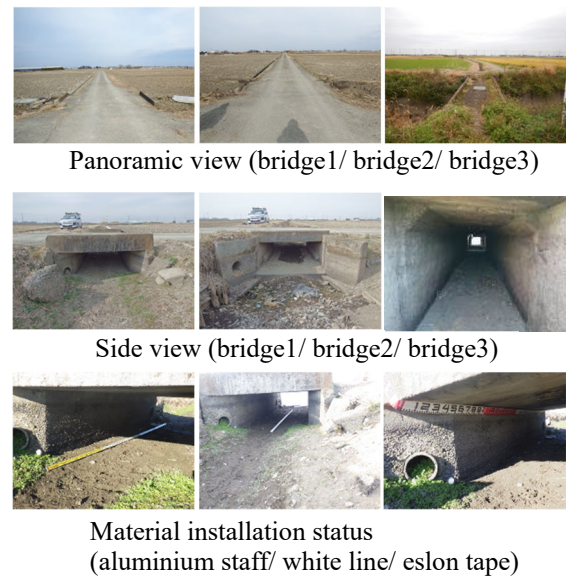 Panoramic view (bridge1/ bridge2/ bridge3)
Side view (bridge1/ bridge2/ bridge3)
Material installation status
(aluminium staff/ white line/ eslon tape)